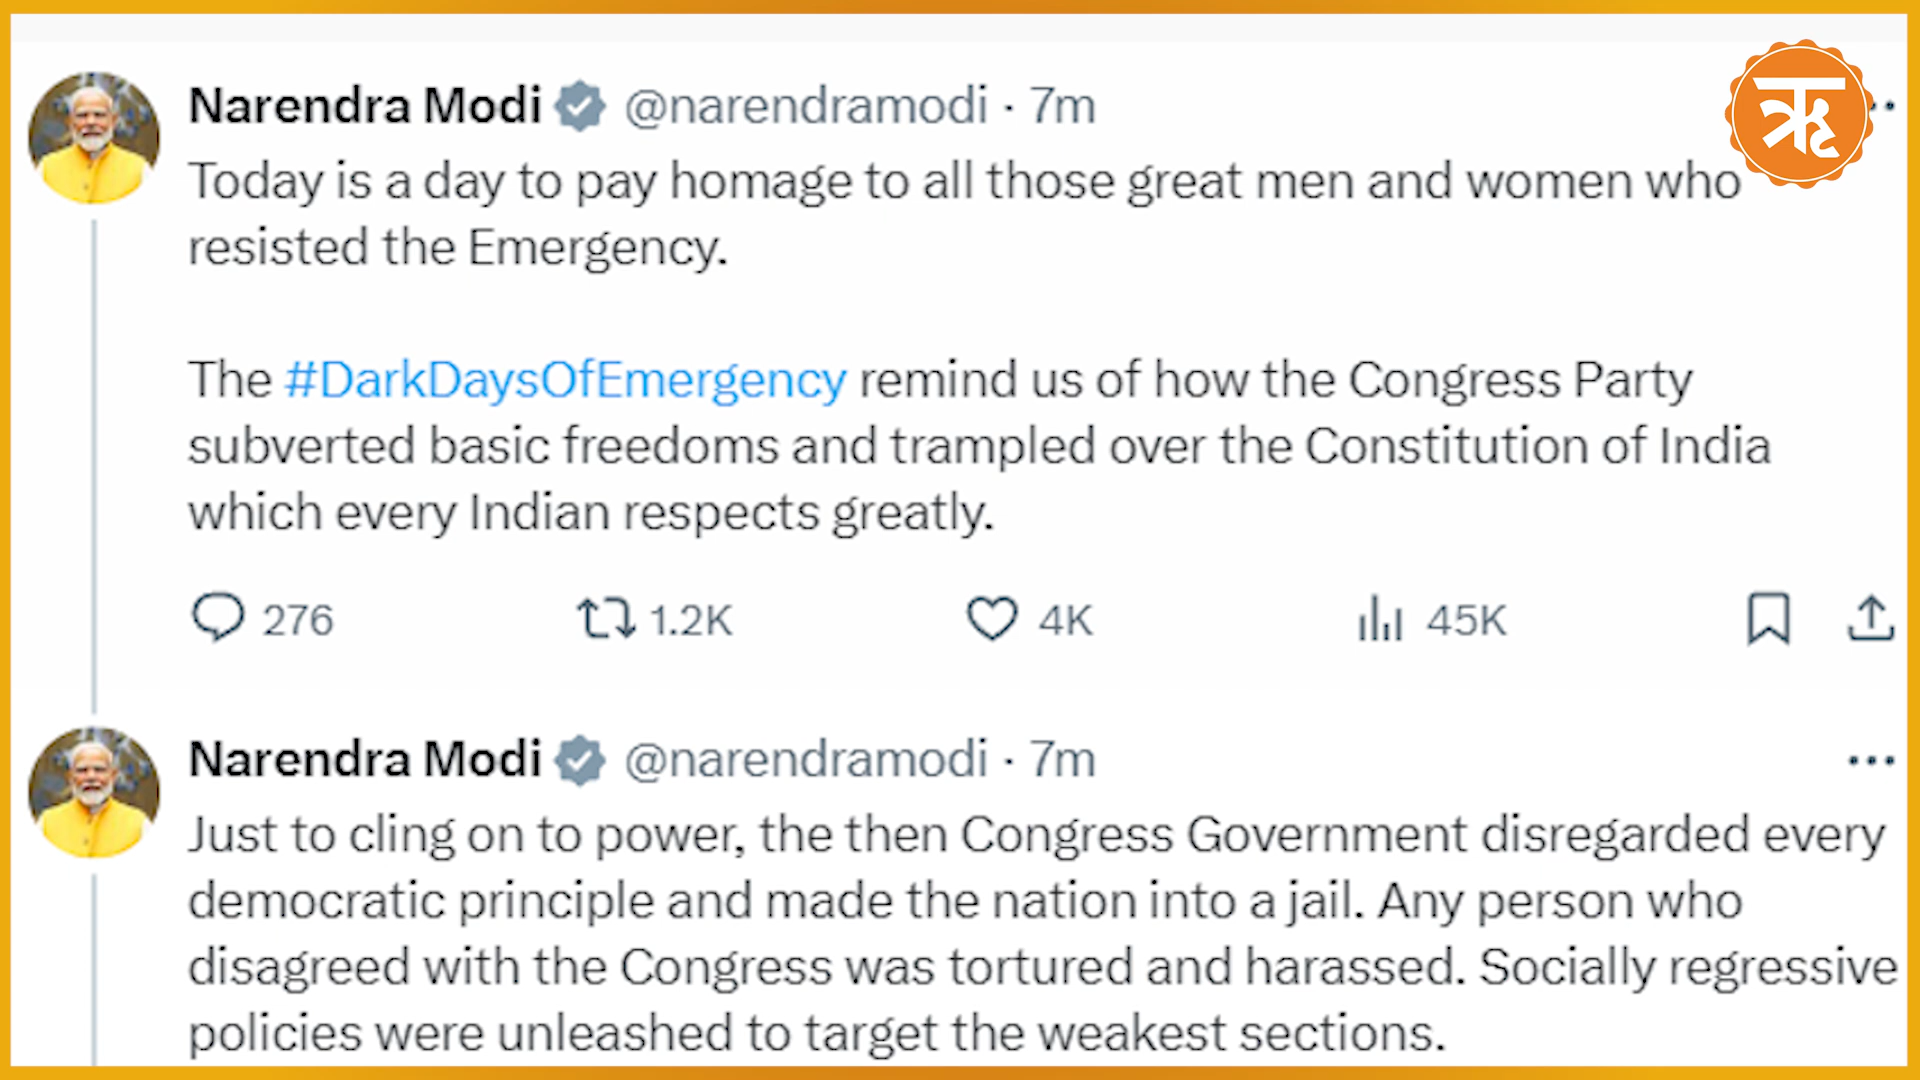 Narendra Modi @narendramodi · 7m
ऋ
Today is a day to pay homage to all those great men and women who
resisted the Emergency.
The #DarkDaysOfEmergency remind us of how the Congress Party
subverted basic freedoms and trampled over the Constitution of India
which every Indian respects greatly.
276 1.2K 4K 45K
Narendra Modi @narendramodi · 7m
Just to cling on to power, the then Congress Government disregarded every
democratic principle and made the nation into a jail. Any person who
disagreed with the Congress was tortured and harassed. Socially regressive
policies were unleashed to target the weakest sections.